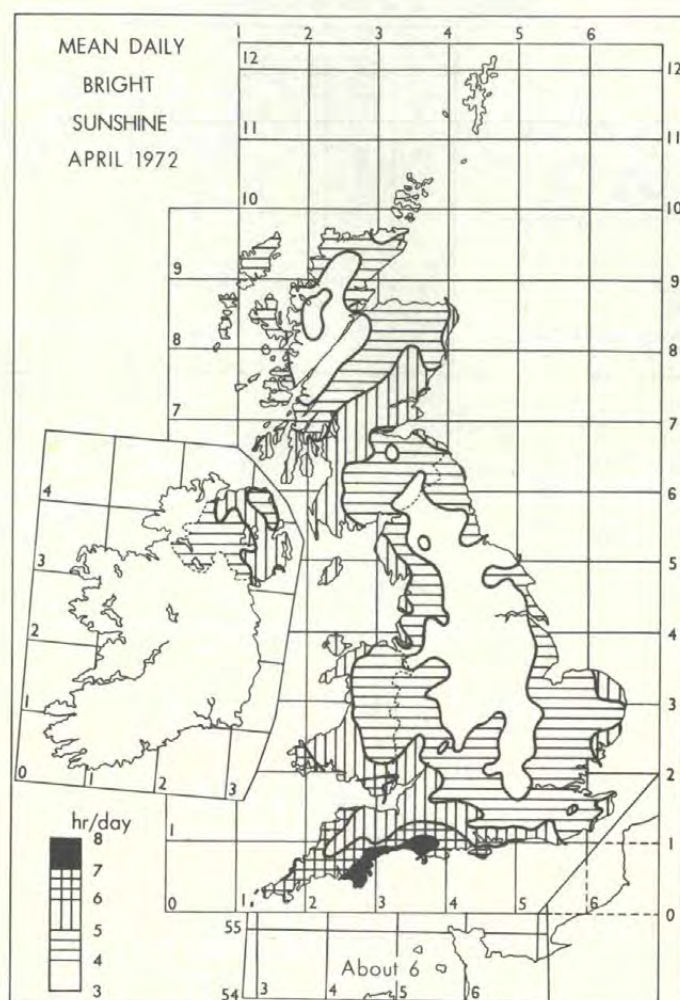 MEAN DAILY
BRIGHT
SUNSHINE
APRIL 1972
1 2 3 4 5 6
12 12
11 11
10 10
9 9
8 8
7 7
6 6
5 5
4 4
3 3
2 2
1 1
0 1 2 3 4 5 6 0
4
3
2
1
0 1 2 3
hr/day
8
7
6
5
4
3
55
54 3 4 5 6
About 6